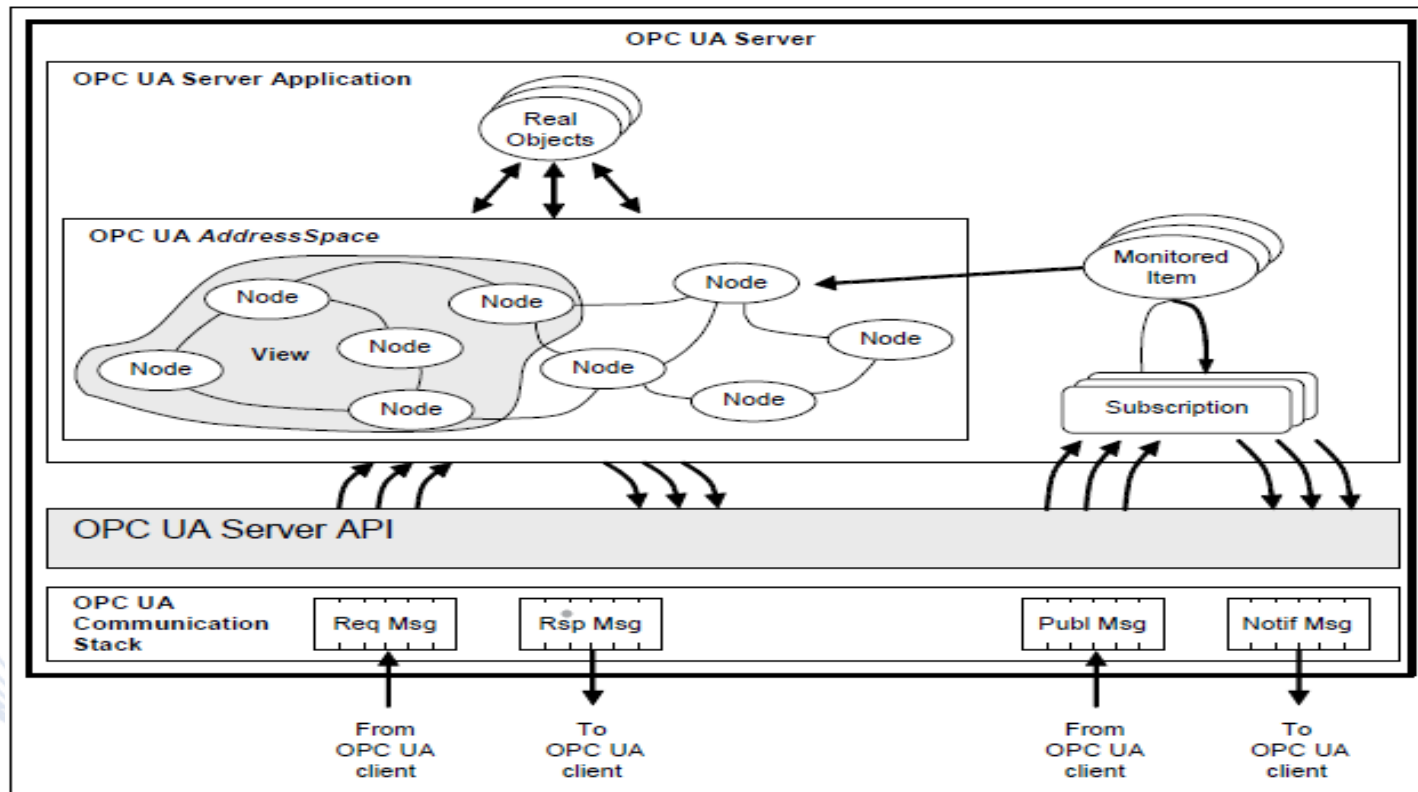 OPC UA Server
OPC UA Server Application
Real
Objects
OPC UA AddressSpace
Monitored
Item
Node
Node
Node
Node
Node
View
Node
Node
Node
Node
Subscription
OPC UA Server API
OPC UA
Communication
Stack
Req Msg
Rsp Msg
Publ Msg
Notif Msg
From
OPC UA
client
To
OPC UA
client
From
OPC UA
client
To
OPC UA
client